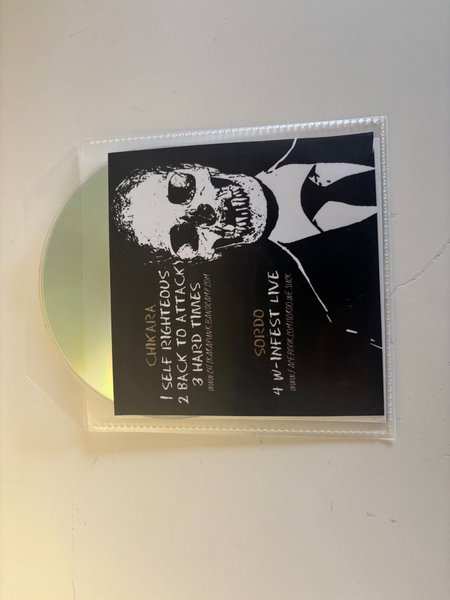 CHIKARA
1 SELF RIGHTEOUS
2 BACK TO ATTACK
3 HARD TIMES
SORDO
4 W-INFEST LIVE